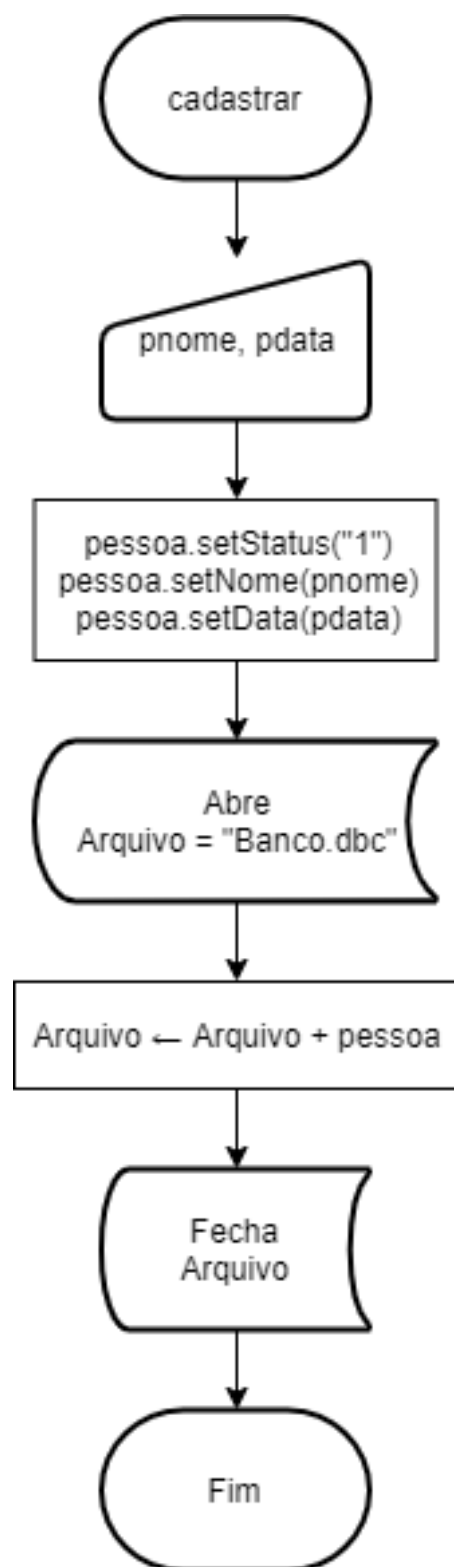 cadastrar
pnome, pdata
pessoa.setStatus("1")
pessoa.setNome(pnome)
pessoa.setData(pdata)
Abre
Arquivo = "Banco.dbc"
Arquivo ← Arquivo + pessoa
Fecha
Arquivo
Fim